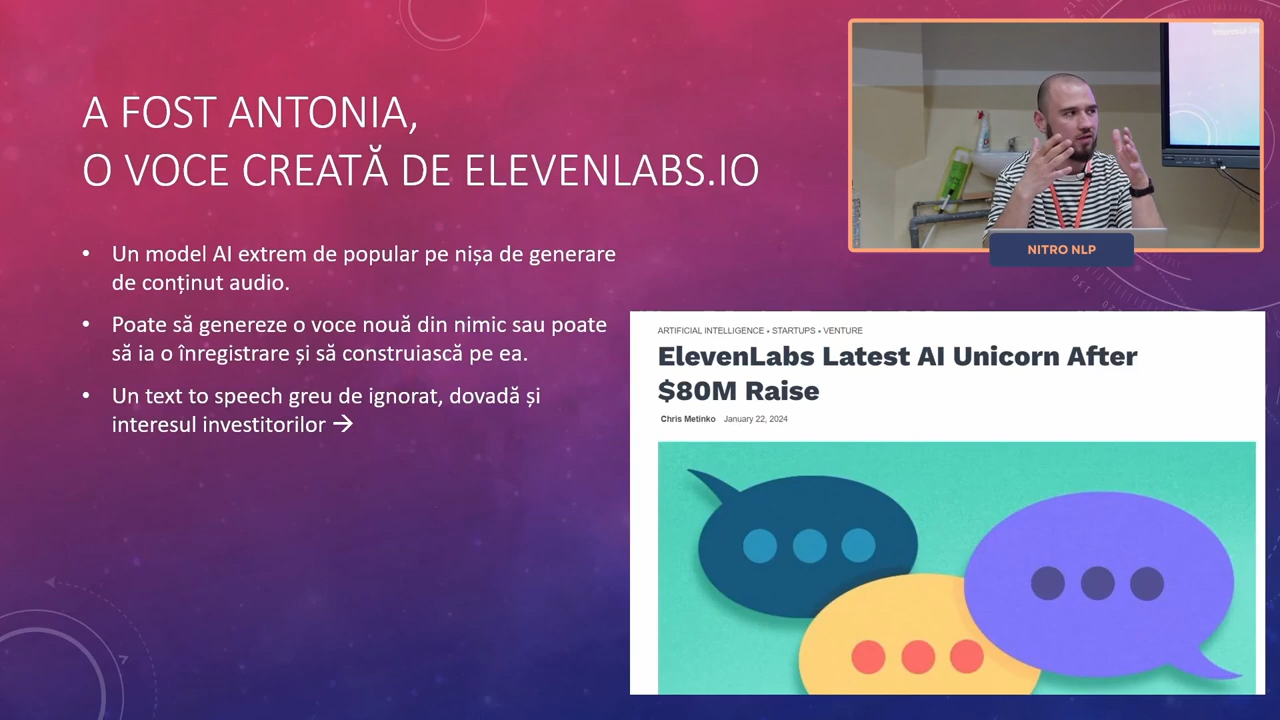 A FOST ANTONIA,
O VOCE CREATĂ DE ELEVENLABS.IO
• Un model AI extrem de popular pe nișa de generare
de conținut audio.
• Poate să genereze o voce nouă din nimic sau poate
să ia o înregistrare și să construiască pe ea.
• Un text to speech greu de ignorat, dovadă și
interesul investitorilor →
NITRO NLP
ARTIFICIAL INTELLIGENCE • STARTUPS • VENTURE
ElevenLabs Latest AI Unicorn After
$80M Raise
Chris Metinko January 22, 2024